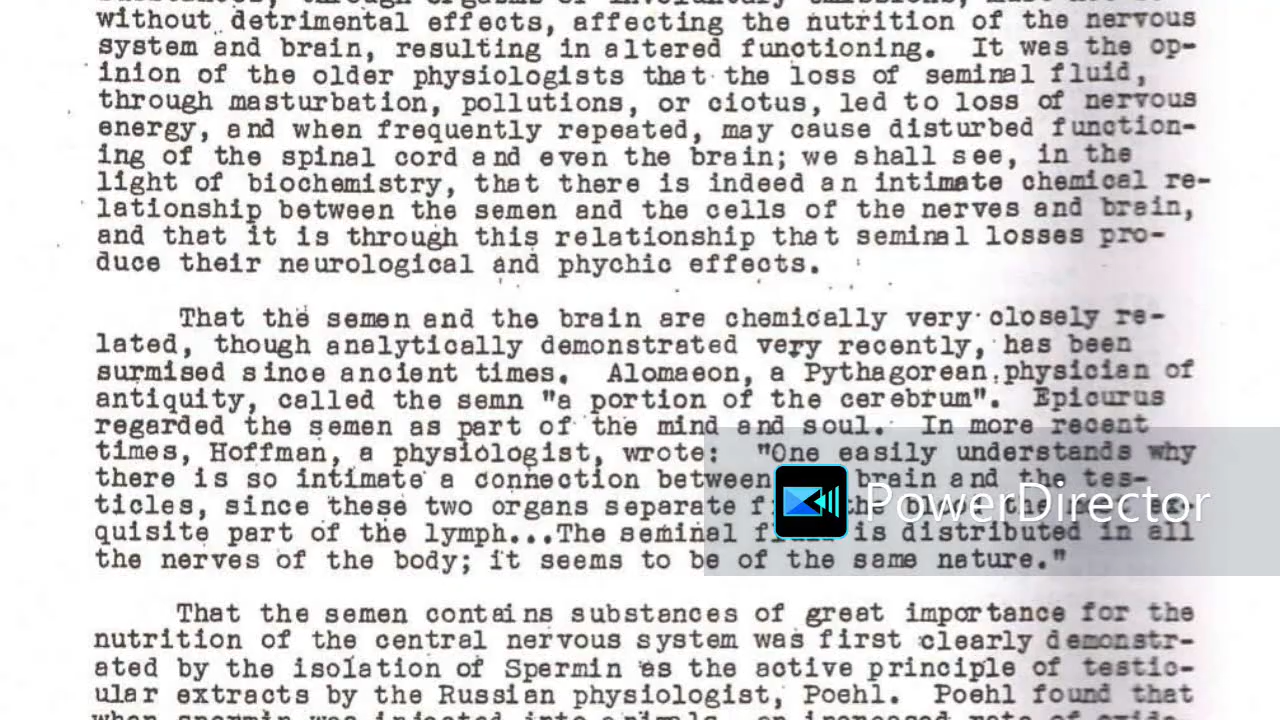 without detrimental effects, affecting the nutrition of the nervous
system and brain, resulting in altered functioning. It was the op-
inion of the older physiologists that the loss of seminal fluid,
through masturbation, pollutions, or ciotus, led to loss of nervous
energy, and when frequently repeated, may cause disturbed function-
ing of the spinal cord and even the brain; we shall see, in the
light of biochemistry, that there is indeed an intimate chemical re-
lationship between the semen and the cells of the nerves and brain,
and that it is through this relationship that seminal losses pro-
duce their neurological and phychic effects.
That the semen and the brain are chemically very closely re-
lated, though analytically demonstrated very recently, has been
surmised since ancient times. Alomaeon, a Pythagorean physician of
antiquity, called the semn "a portion of the cerebrum". Epicurus
regarded the semen as part of the mind and soul. In more recent
times, Hoffman, a physiologist, wrote: "One easily understands why
there is so intimate a connection between brain and the tes-
ticles, since these two organs separate
quisite part of the lymph...The seminal is distributed in all
the nerves of the body; it seems to be of the same nature."
PowerDirector
That the semen contains substances of great importance for the
nutrition of the central nervous system was first clearly demonstr-
ated by the isolation of Spermin as the active principle of testic-
ular extracts by the Russian physiologist, Poehl. Poehl found that